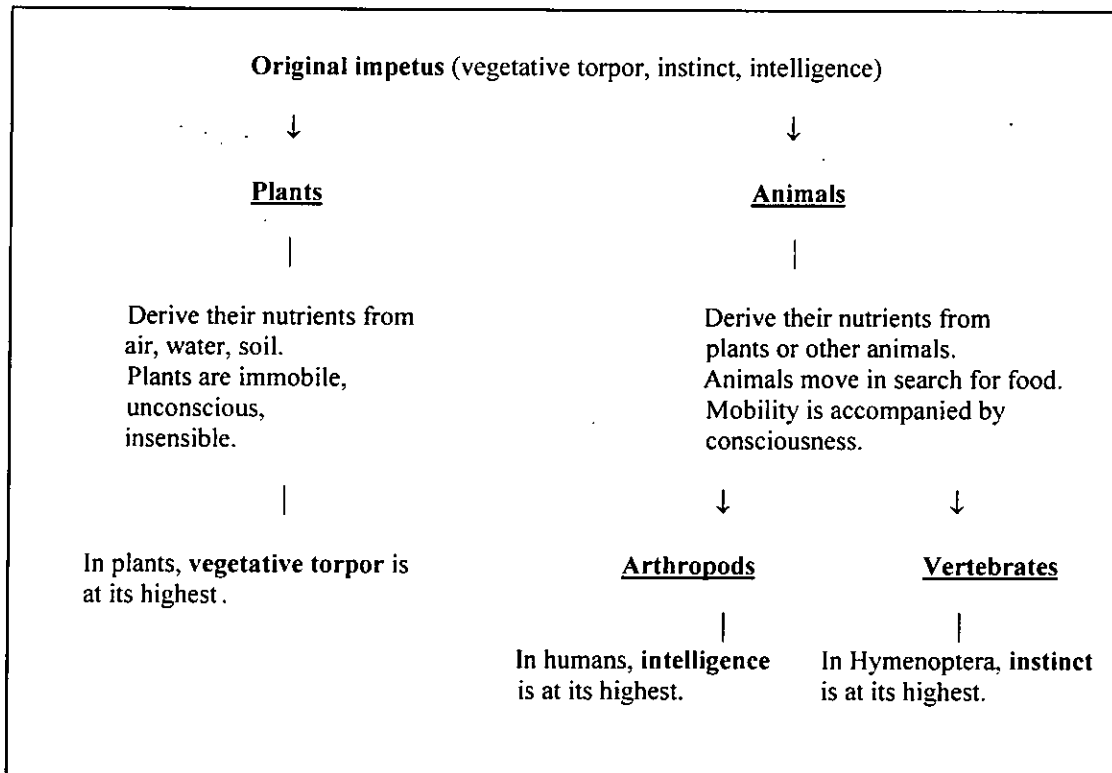 Original impetus (vegetative torpor, instinct, intelligence)
↓ ↓
Plants Animals
Derive their nutrients from
air, water, soil.
Plants are immobile,
unconscious,
insensible.
Derive their nutrients from
plants or other animals.
Animals move in search for food.
Mobility is accompanied by
consciousness.
↓ ↓
In plants, vegetative torpor is
at its highest.
Arthropods Vertebrates
In humans, intelligence
is at its highest.
In Hymenoptera, instinct
is at its highest.